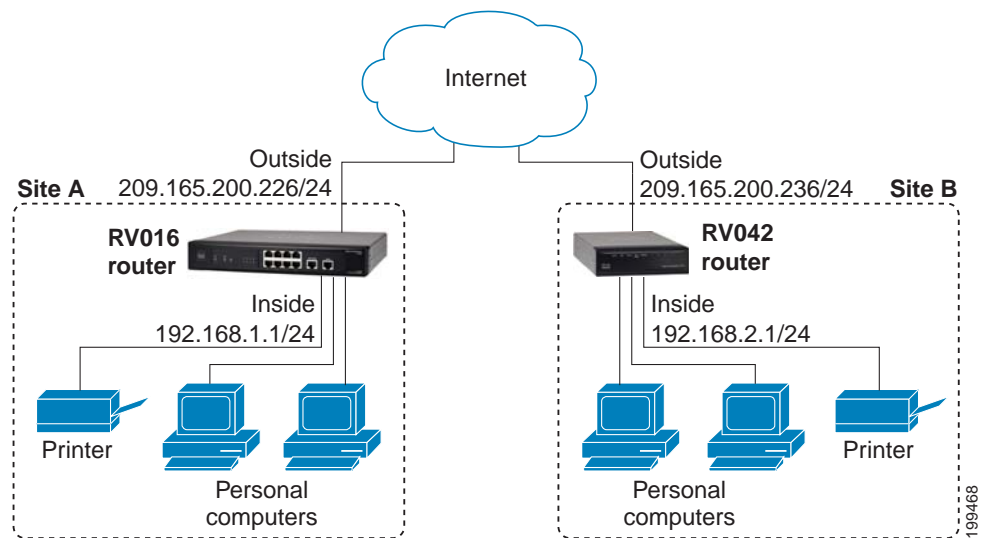 Internet
Outside
209.165.200.226/24
Outside
209.165.200.236/24
Site A
Site B
RV016
router
RV042
router
Inside
192.168.1.1/24
Inside
192.168.2.1/24
Printer
Personal
computers
Personal
computers
Printer
199468